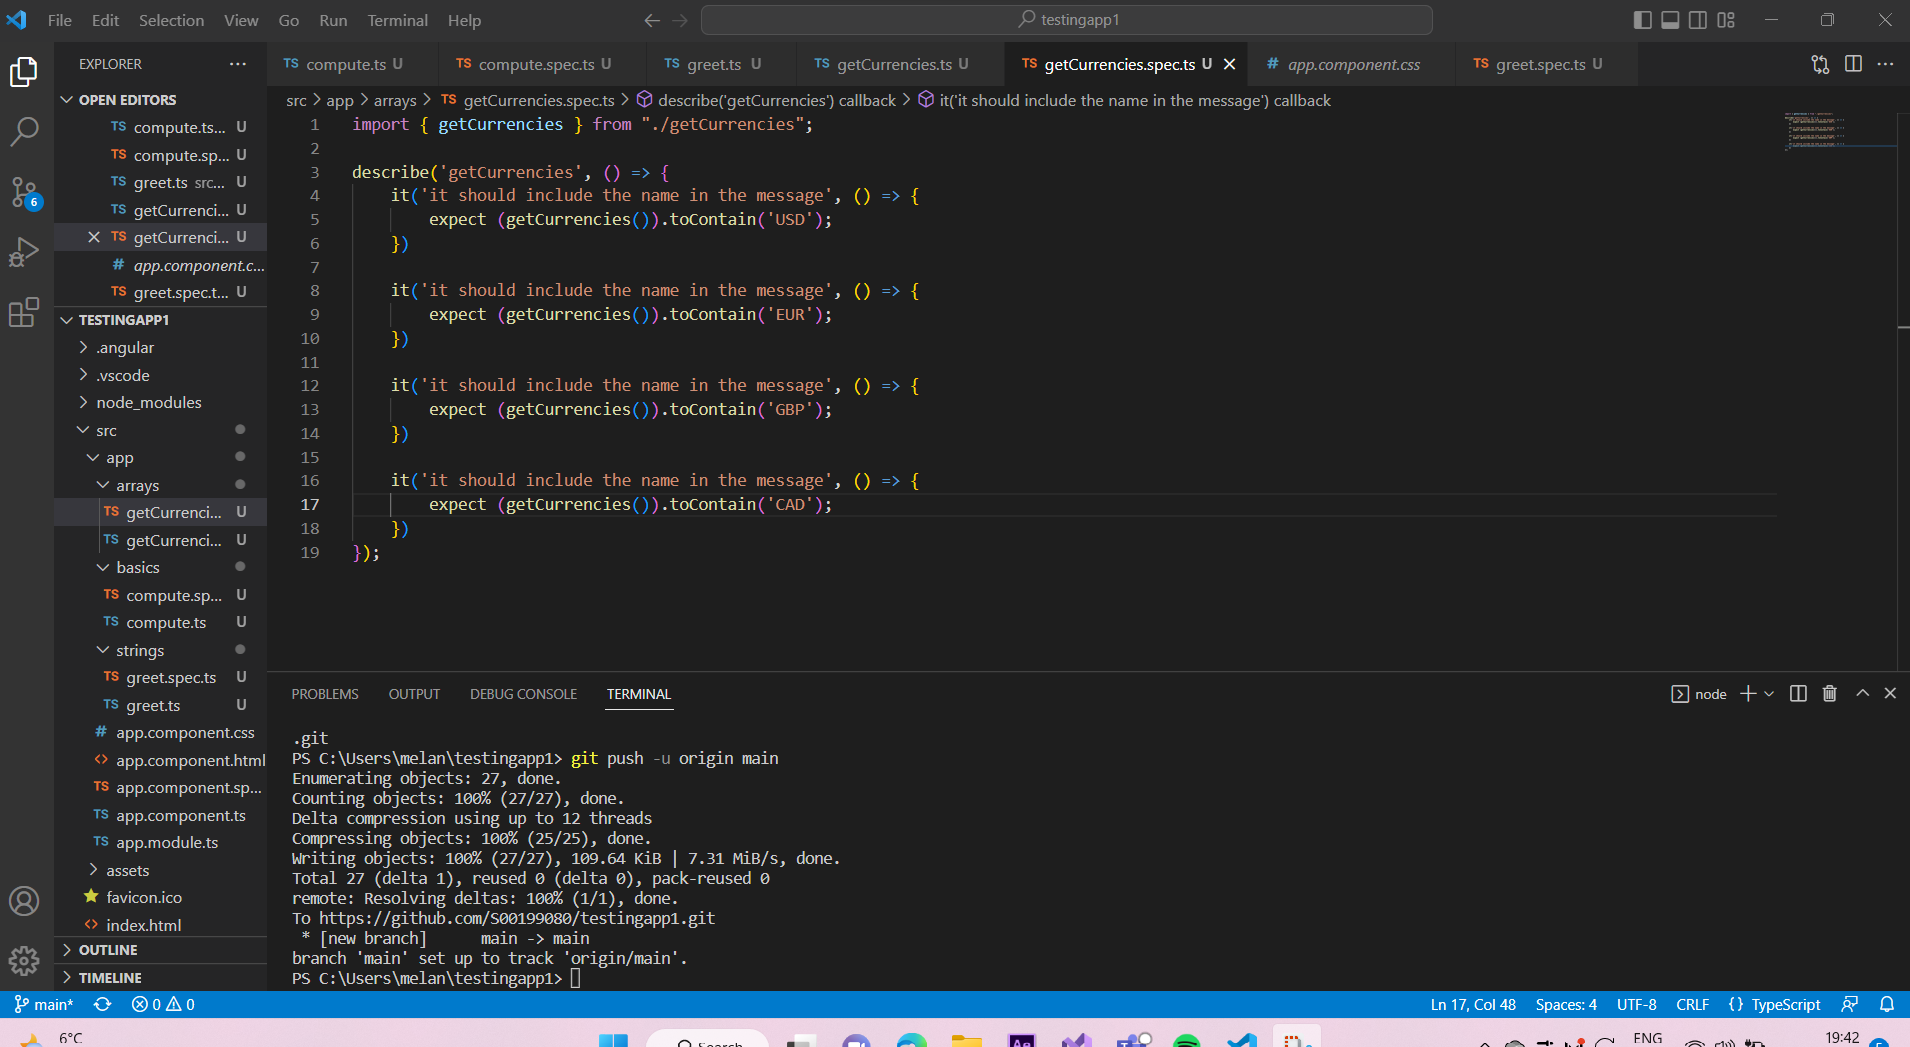 File Edit Selection View Go Run Terminal Help
testingapp1
EXPLORER
TS compute.ts U
TS compute.spec.ts U
TS greet.ts U
TS getCurrencies.ts U
TS getCurrencies.spec.ts U
# app.component.css
TS greet.spec.ts U
src > app > arrays > TS getCurrencies.spec.ts > describe('getCurrencies') callback > it('it should include the name in the message') callback
OPEN EDITORS
TS compute.ts... U
TS compute.sp... U
TS greet.ts src... U
TS getCurrenci... U
TS getCurrenci... U
# app.component.c...
TS greet.spec.t... U
TESTINGAPP1
.angular
.vscode
node_modules
src
app
arrays
TS getCurrenci... U
TS getCurrenci... U
basics
TS compute.sp... U
TS compute.ts U
strings
TS greet.spec.ts U
TS greet.ts U
# app.component.css
<> app.component.html
TS app.component.sp...
TS app.component.ts
TS app.module.ts
assets
favicon.ico
<> index.html
OUTLINE
TIMELINE
6
1 import { getCurrencies } from "./getCurrencies";
2
3 describe('getCurrencies', () => {
4 it('it should include the name in the message', () => {
5 expect (getCurrencies()).toContain('USD');
6 })
7
8 it('it should include the name in the message', () => {
9 expect (getCurrencies()).toContain('EUR');
10 })
11
12 it('it should include the name in the message', () => {
13 expect (getCurrencies()).toContain('GBP');
14 })
15
16 it('it should include the name in the message', () => {
17 expect (getCurrencies()).toContain('CAD');
18 })
19 });
PROBLEMS OUTPUT DEBUG CONSOLE TERMINAL
node
.git
PS C:\Users\melan\testingapp1> git push -u origin main
Enumerating objects: 27, done.
Counting objects: 100% (27/27), done.
Delta compression using up to 12 threads
Compressing objects: 100% (25/25), done.
Writing objects: 100% (27/27), 109.64 KiB | 7.31 MiB/s, done.
Total 27 (delta 1), reused 0 (delta 0), pack-reused 0
remote: Resolving deltas: 100% (1/1), done.
To https://github.com/S00199080/testingapp1.git
* [new branch] main -> main
branch 'main' set up to track 'origin/main'.
PS C:\Users\melan\testingapp1>
main* 0 0
Ln 17, Col 48 Spaces: 4 UTF-8 CRLF {} TypeScript
6°C
Search
Ae
ENG
19:42